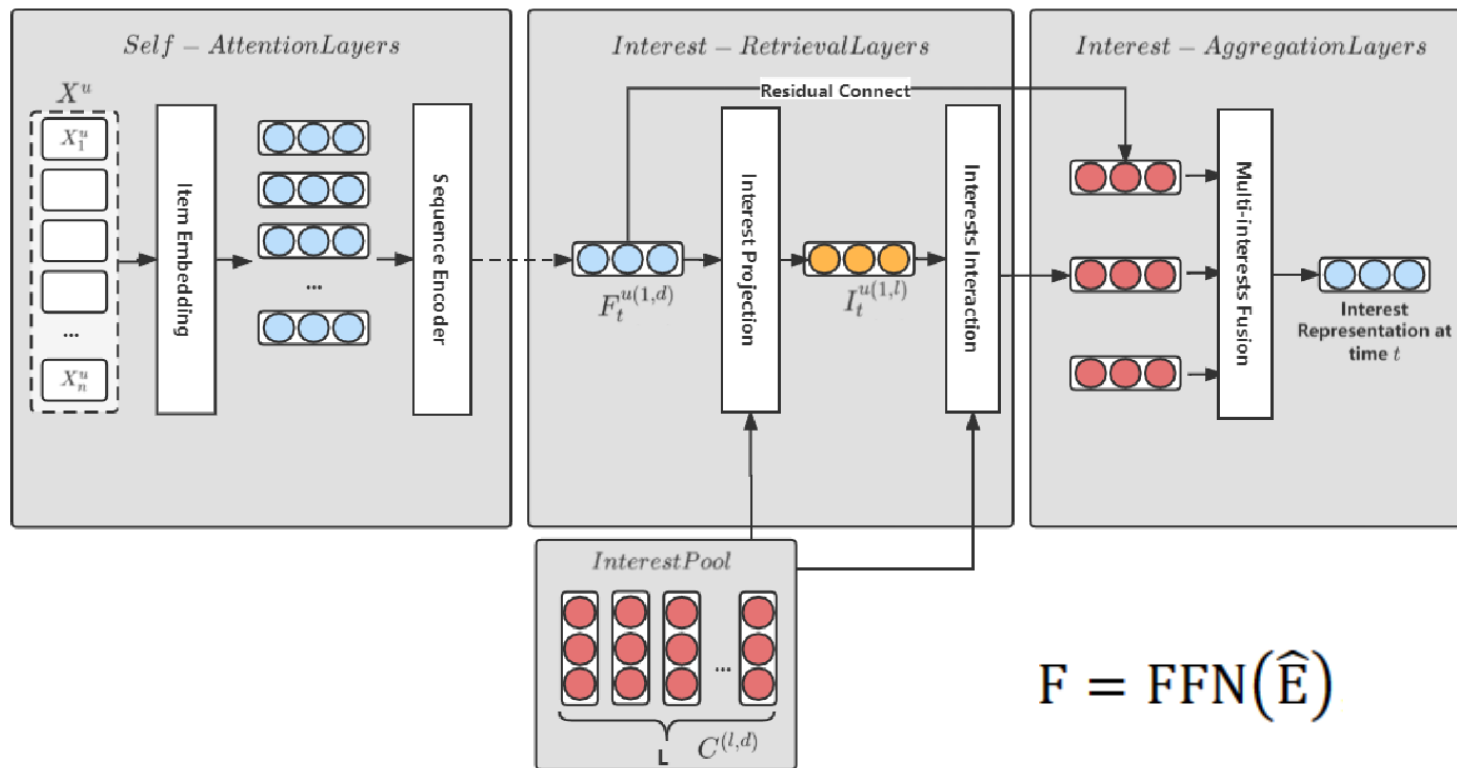 Self − AttentionLayers
X^u
X_1^u
...
X_n^u
Item Embedding
...
Sequence Encoder
Interest − RetrievalLayers
Residual Connect
F_t^{u(1,d)}
Interest Projection
I_t^{u(1,l)}
Interests Interaction
Interest − AggregationLayers
Multi-interests Fusion
Interest
Representation at
time t
InterestPool
...
L
C^{(l,d)}
F = FFN(Ê)